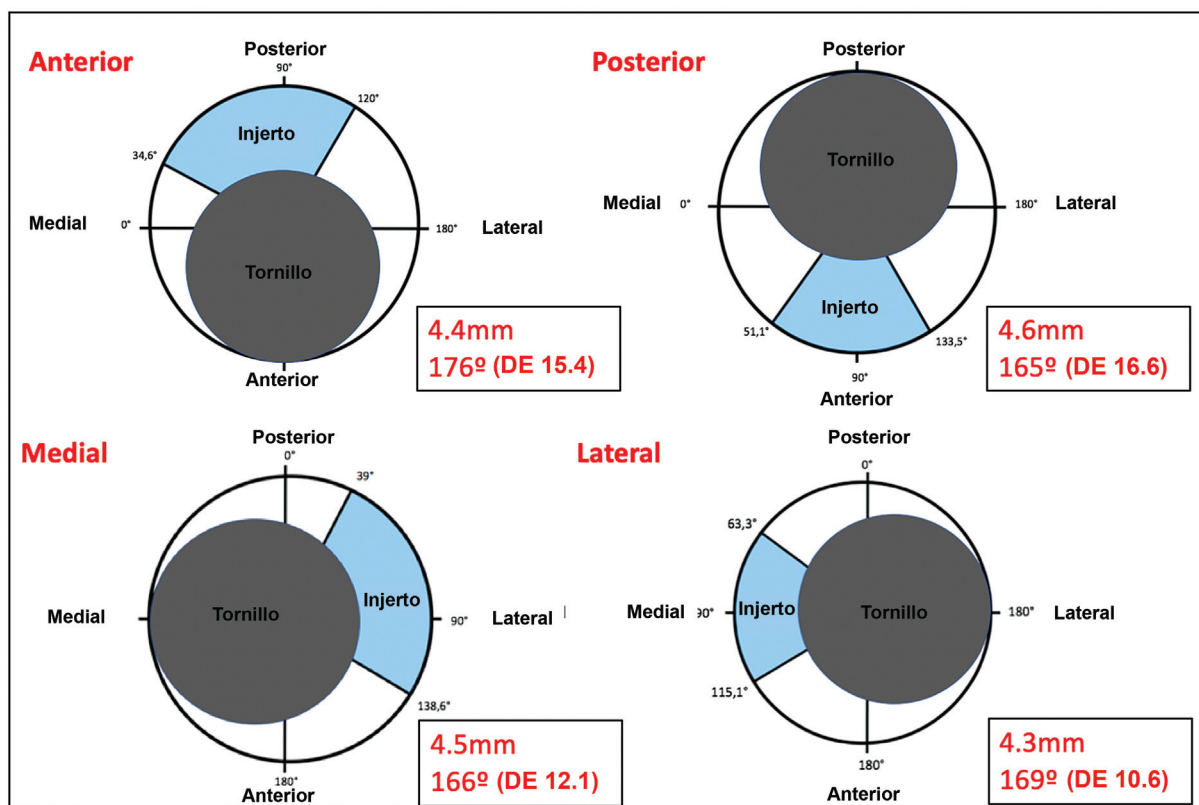 Anterior
Posterior
90°
120°
Injerto
34,6°
Medial
0°
180°
Lateral
Tornillo
Anterior
4.4mm
176º (DE 15.4)
Posterior
Posterior
Tornillo
Medial
0°
180°
Lateral
Injerto
51,1°
133,5°
90°
Anterior
4.6mm
165º (DE 16.6)
Medial
Posterior
0°
39°
Medial
Tornillo
Injerto
90°
Lateral
138,6°
180°
Anterior
4.5mm
166º (DE 12.1)
Lateral
Posterior
0°
63,3°
Medial
90°
Injerto
Tornillo
180°
Lateral
115,1°
180°
Anterior
4.3mm
169º (DE 10.6)